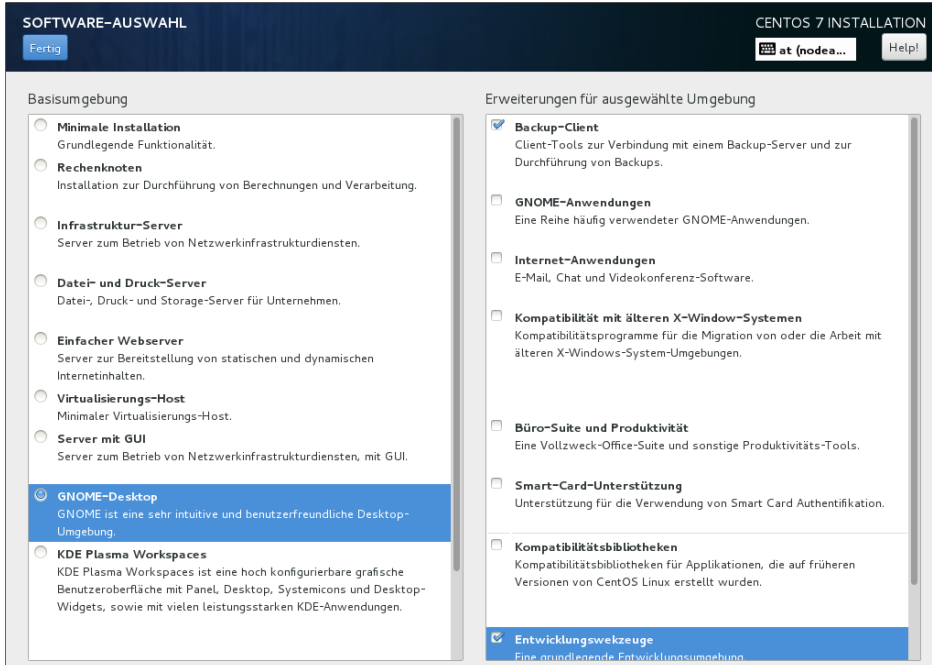 SOFTWARE-AUSWAHL
CENTOS 7 INSTALLATION
Fertig
at (nodea...
Help!
Basisumgebung
Minimale Installation
Grundlegende Funktionalität.
Rechenknoten
Installation zur Durchführung von Berechnungen und Verarbeitung.
Infrastruktur-Server
Server zum Betrieb von Netzwerkinfrastrukturdiensten.
Datei- und Druck-Server
Datei-, Druck- und Storage-Server für Unternehmen.
Einfacher Webserver
Server zur Bereitstellung von statischen und dynamischen
Internetinhalten.
Virtualisierungs-Host
Minimaler Virtualisierungs-Host.
Server mit GUI
Server zum Betrieb von Netzwerkinfrastrukturdiensten, mit GUI.
GNOME-Desktop
GNOME ist eine sehr intuitive und benutzerfreundliche Desktop-
Umgebung.
KDE Plasma Workspaces
KDE Plasma Workspaces ist eine hoch konfigurierbare grafische
Benutzeroberfläche mit Panel, Desktop, Systemicons und Desktop-
Widgets, sowie mit vielen leistungsstarken KDE-Anwendungen.
Erweiterungen für ausgewählte Umgebung
Backup-Client
Client-Tools zur Verbindung mit einem Backup-Server und zur
Durchführung von Backups.
GNOME-Anwendungen
Eine Reihe häufig verwendeter GNOME-Anwendungen.
Internet-Anwendungen
E-Mail, Chat und Videokonferenz-Software.
Kompatibilität mit älteren X-Window-Systemen
Kompatibilitätsprogramme für die Migration von oder die Arbeit mit
älteren X-Windows-System-Umgebungen.
Büro-Suite und Produktivität
Eine Vollzweck-Office-Suite und sonstige Produktivitäts-Tools.
Smart-Card-Unterstützung
Unterstützung für die Verwendung von Smart Card Authentifikation.
Kompatibilitätsbibliotheken
Kompatibilitätsbibliotheken für Applikationen, die auf früheren
Versionen von CentOS Linux erstellt wurden.
Entwicklungswekzeuge
Eine grundlegende Entwicklungsumgebung.